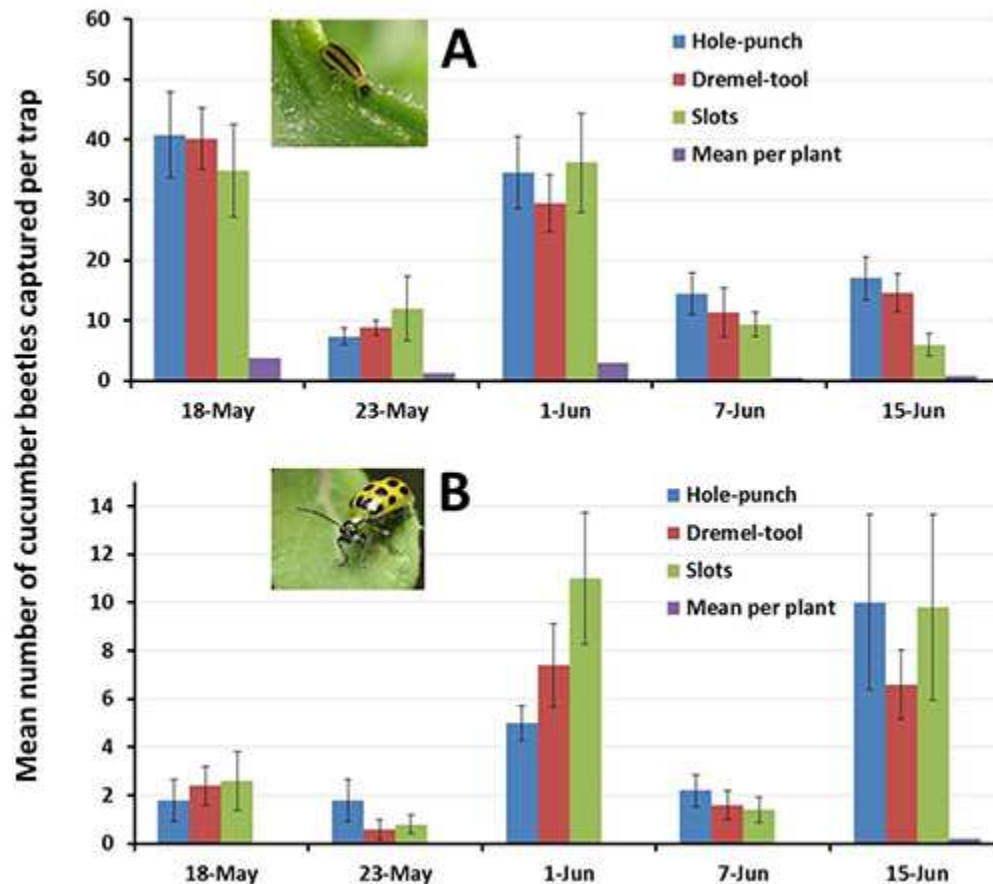 Mean number of cucumber beetles captured per trap
A
Hole-punch
Dremel-tool
Slots
Mean per plant
60
50
40
30
20
10
0
18-May 23-May 1-Jun 7-Jun 15-Jun
B
Hole-punch
Dremel-tool
Slots
Mean per plant
14
12
10
8
6
4
2
0
18-May 23-May 1-Jun 7-Jun 15-Jun